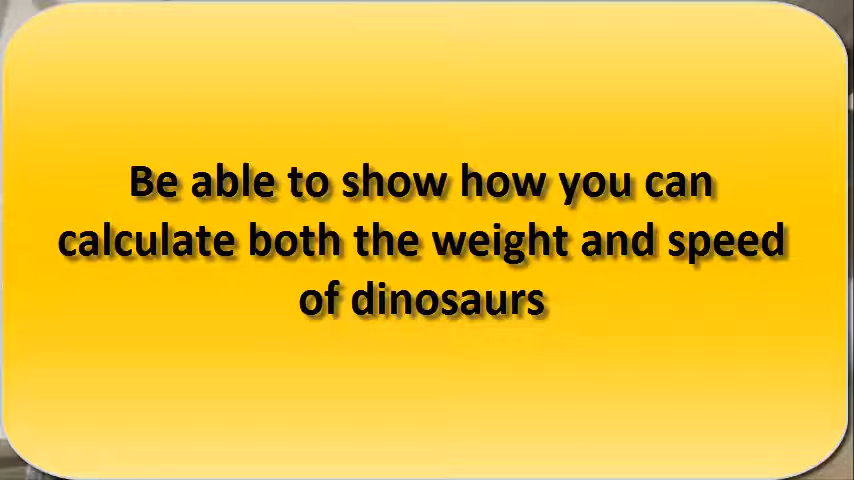 Be able to show how you can
calculate both the weight and speed
of dinosaurs